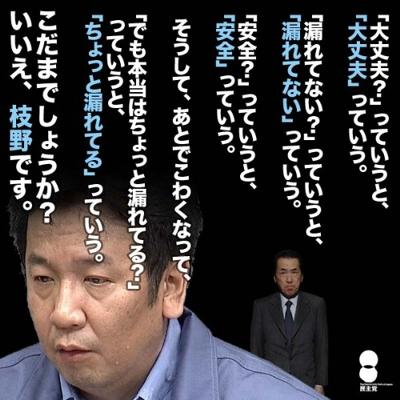 「大丈夫？」っていうと、
「大丈夫」っていう。
「漏れてない？」っていうと、
「漏れてない」っていう。
「安全？」っていうと、
「安全」っていう。
そうして、あとでこわくなって、
「でも本当はちょっと漏れてる？」
っていうと、
「ちょっと漏れてる」っていう。
こだまでしょうか？
いいえ、枝野です。
民主党